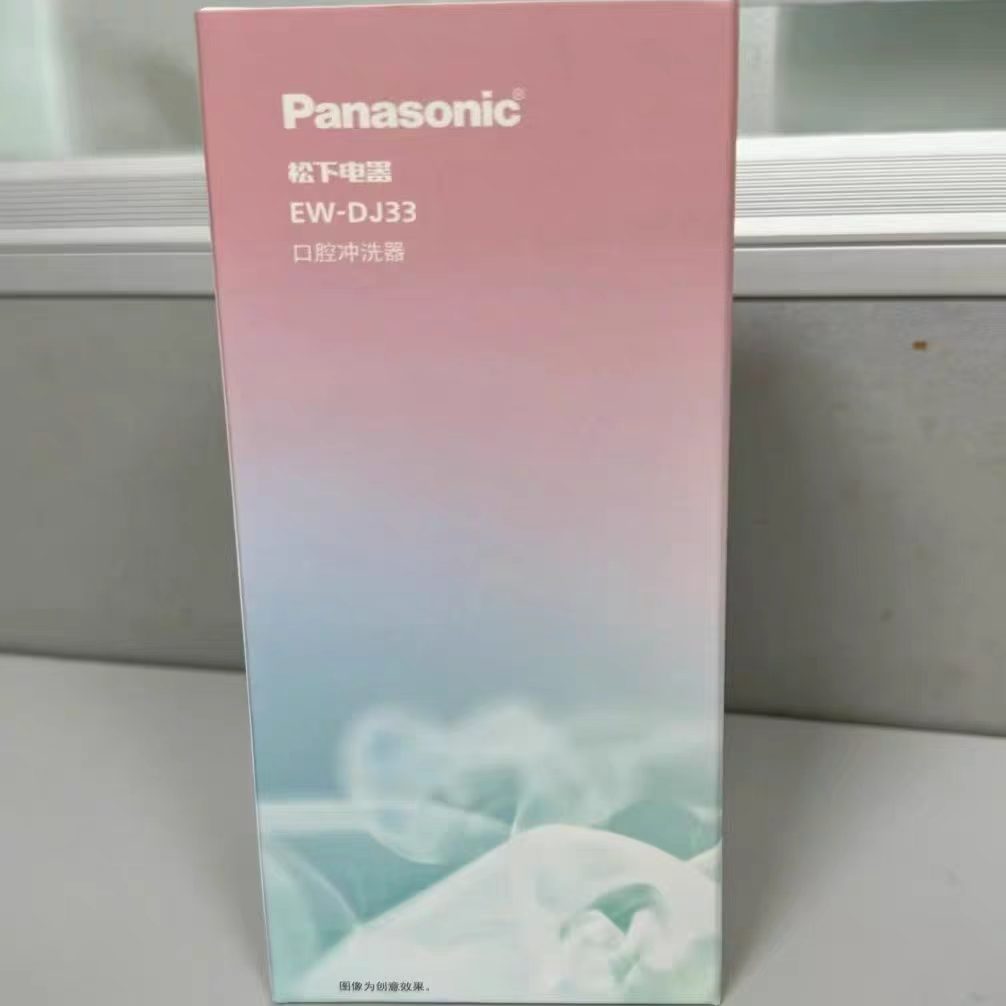 Panasonic®
松下电器
EW-DJ33
口腔冲洗器
图像为创意效果。